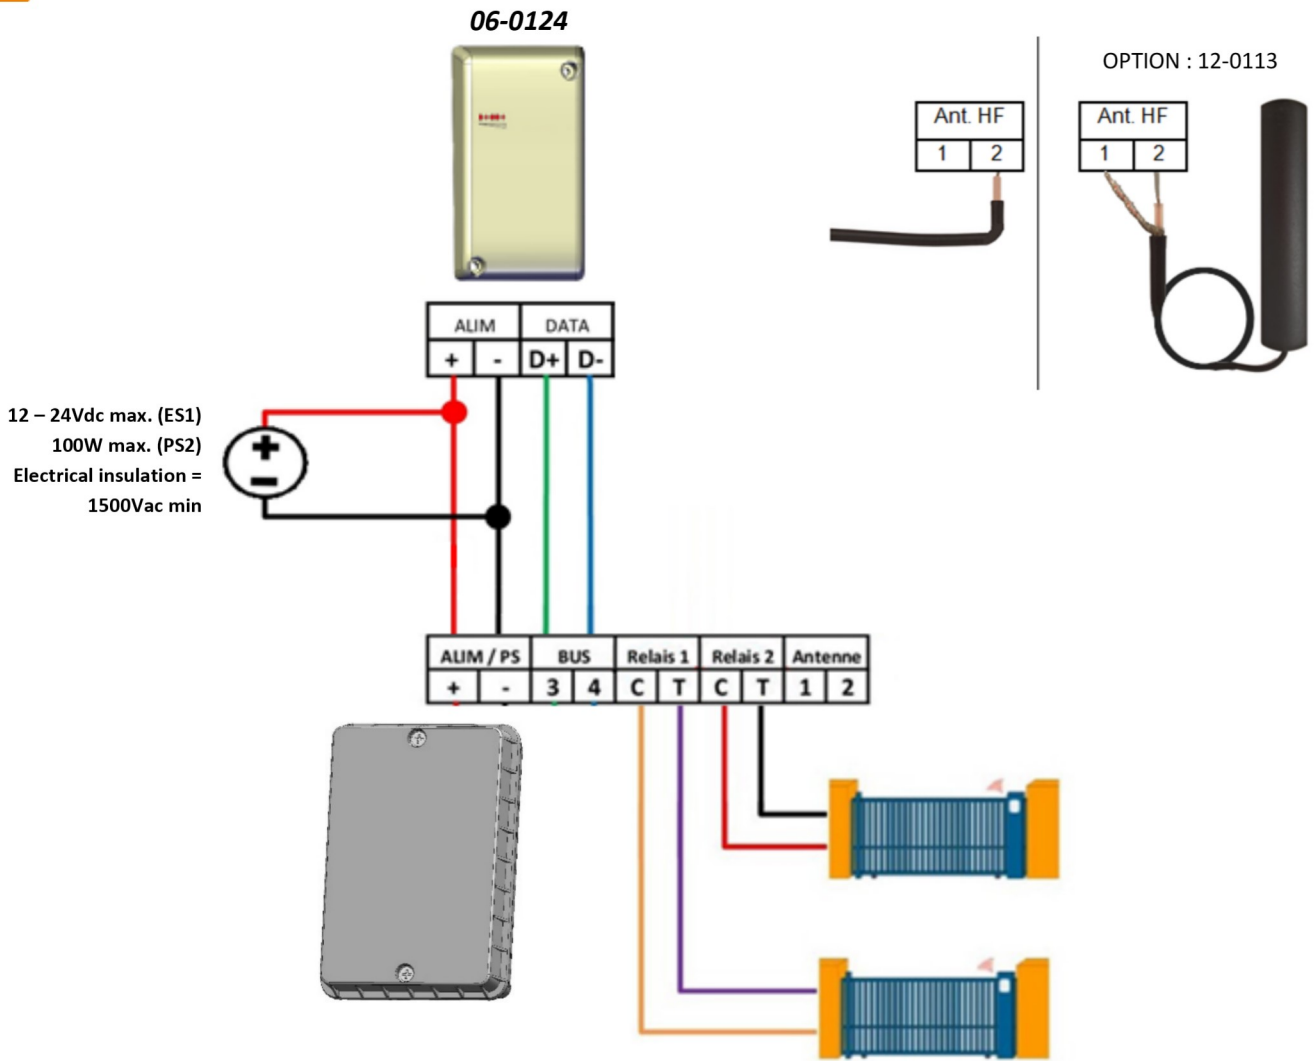 06-0124
OPTION : 12-0113
Ant. HF
1 2
Ant. HF
1 2
ALIM DATA
+ - D+ D-
12 – 24Vdc max. (ES1)
100W max. (PS2)
Electrical insulation =
1500Vac min
+
-
ALIM / PS BUS Relais 1 Relais 2 Antenne
+ - 3 4 C T C T 1 2